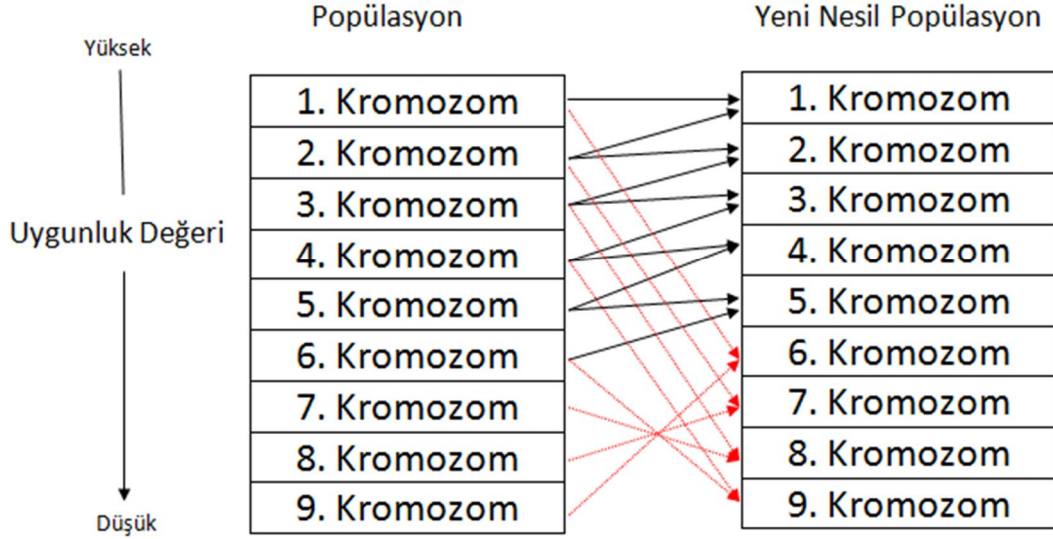 Popülasyon
Yeni Nesil Popülasyon
Yüksek
Uygunluk Değeri
Düşük
1. Kromozom
2. Kromozom
3. Kromozom
4. Kromozom
5. Kromozom
6. Kromozom
7. Kromozom
8. Kromozom
9. Kromozom
1. Kromozom
2. Kromozom
3. Kromozom
4. Kromozom
5. Kromozom
6. Kromozom
7. Kromozom
8. Kromozom
9. Kromozom